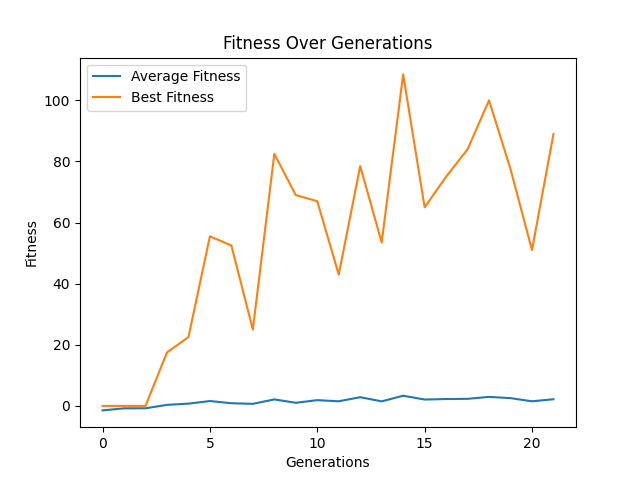 Fitness Over Generations
Average Fitness
Best Fitness
100
80
60
40
20
0
Fitness
0 5 10 15 20
Generations